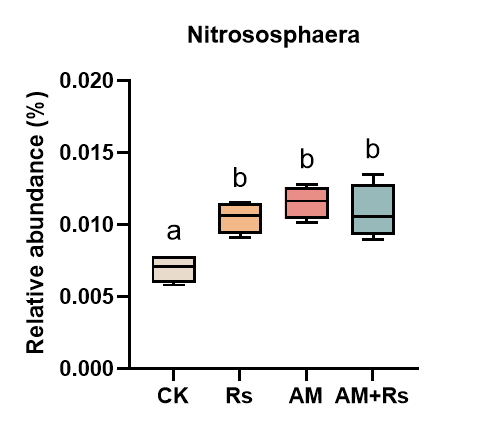 Nitrososphaera
Relative abundance (%)
0.020
0.015
0.010
0.005
0.000
a
b
b
b
CK
Rs
AM
AM+Rs